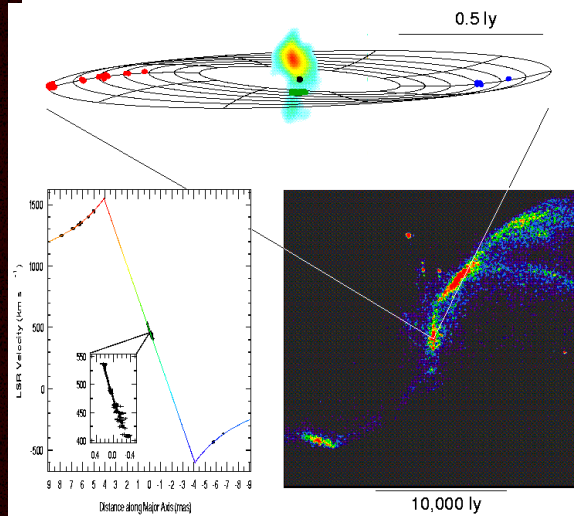 0.5 ly
1500
1000
500
0
-500
LSR Velocity (km s⁻¹)
550
500
450
400
0.4 0.0 -0.4
9 8 7 6 5 4 3 2 1 0 -1 -2 -3 -4 -5 -6 -7 -8 -9
Distance along Major Axis (mas)
10,000 ly